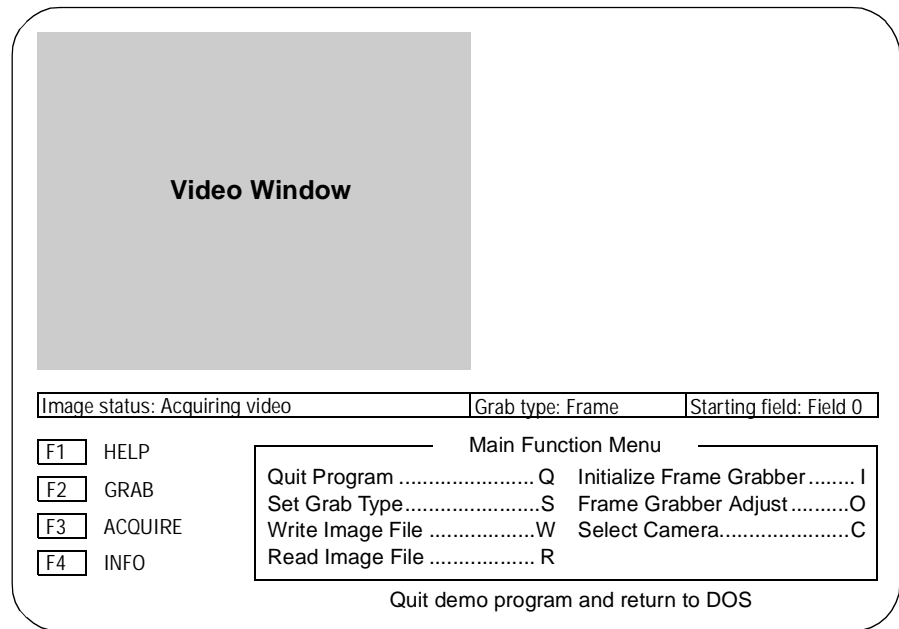 Video Window
Image status: Acquiring video Grab type: Frame Starting field: Field 0
F1 HELP
F2 GRAB
F3 ACQUIRE
F4 INFO
Main Function Menu
Quit Program ....................... Q Initialize Frame Grabber ........ I
Set Grab Type.......................S Frame Grabber Adjust ..........O
Write Image File ..................W Select Camera......................C
Read Image File ................... R
Quit demo program and return to DOS